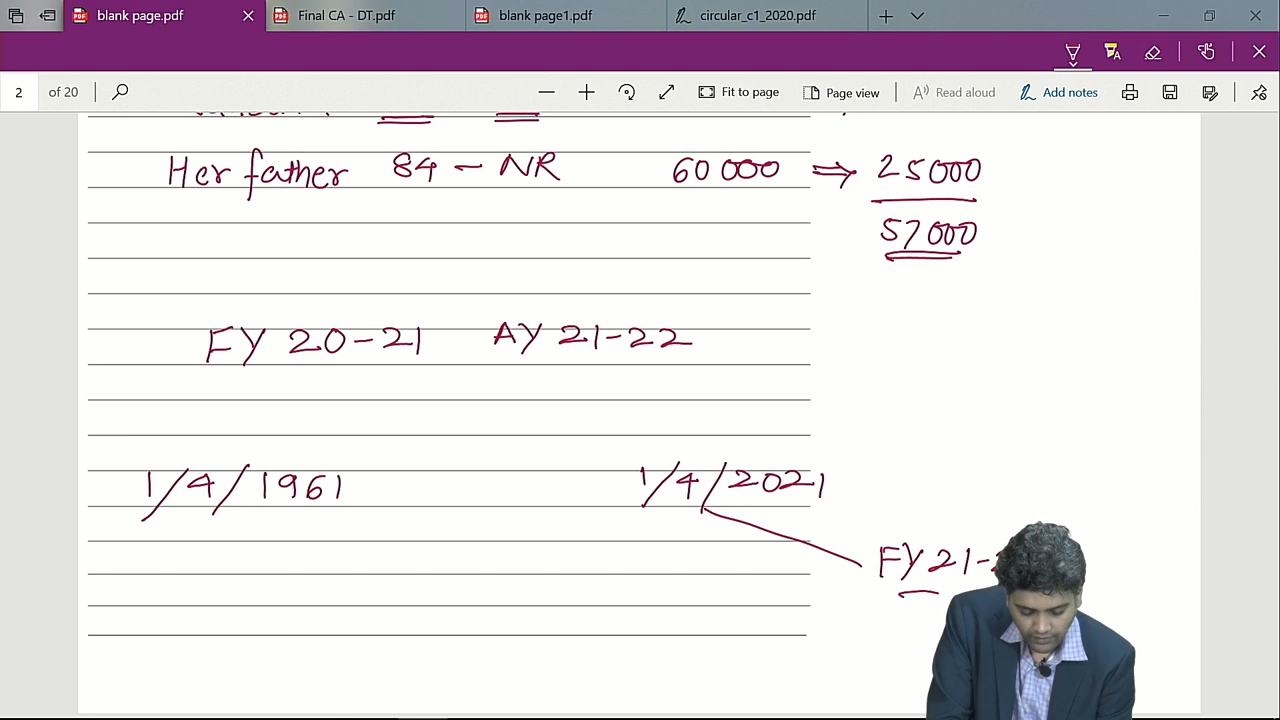 blank page.pdf Final CA - DT.pdf blank page1.pdf circular_c1_2020.pdf
2 of 20 Fit to page Page view Read aloud Add notes
Her father 84 - NR 60000 ⇒ 25000
57000
FY 20-21 AY 21-22
1/4/1961 1/4/2021
FY 21-